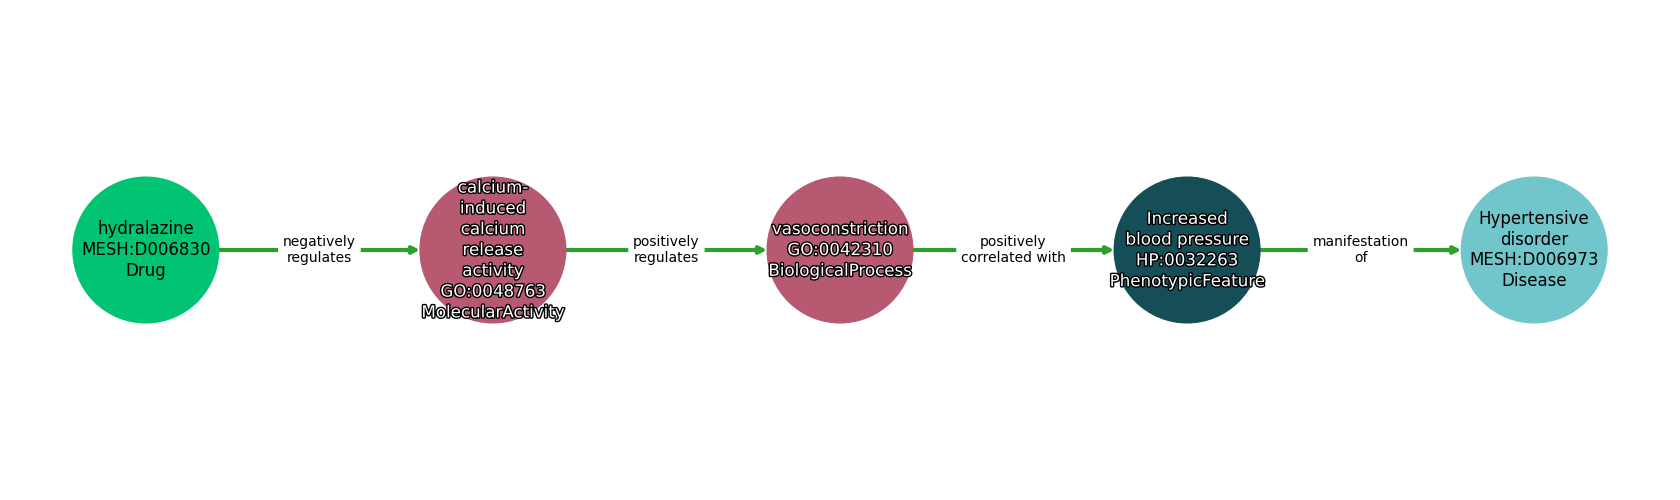 hydralazine
MESH:D006830
Drug
negatively
regulates
calcium-
induced
calcium
release
activity
GO:0048763
MolecularActivity
positively
regulates
vasoconstriction
GO:0042310
BiologicalProcess
positively
correlated with
Increased
blood pressure
HP:0032263
PhenotypicFeature
manifestation
of
Hypertensive
disorder
MESH:D006973
Disease